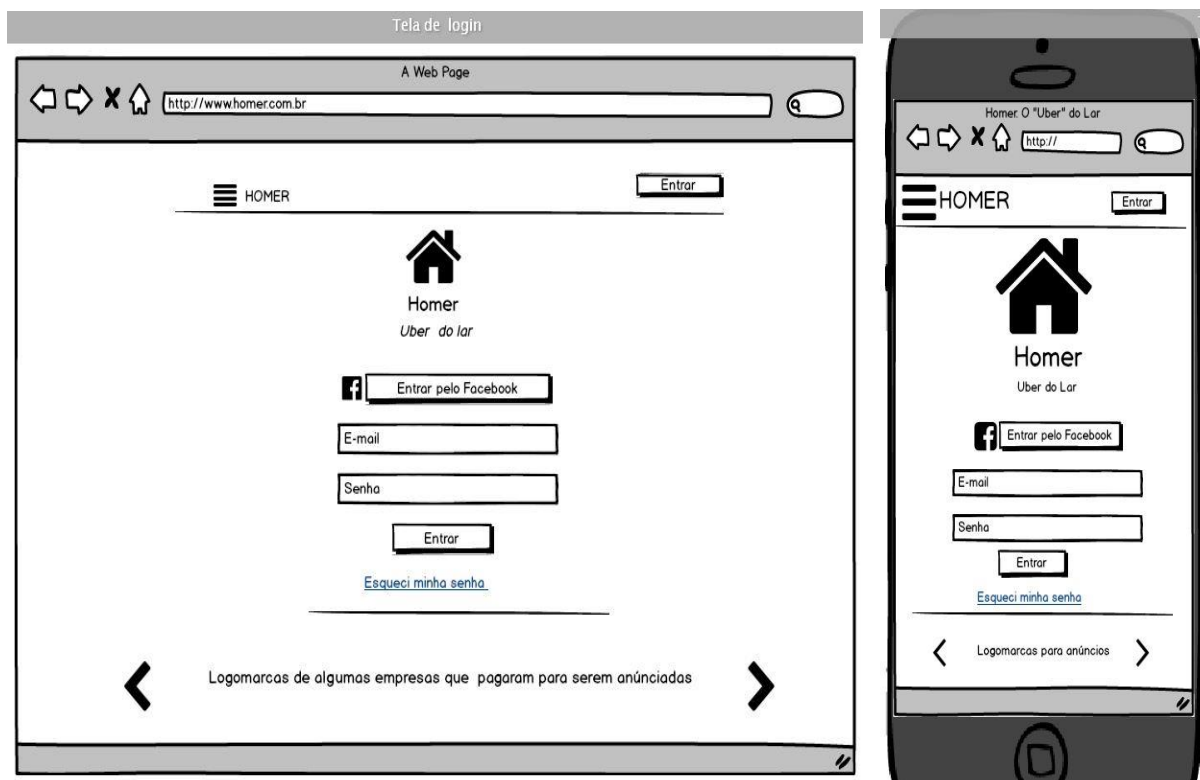 Tela de login
A Web Page
http://www.homer.com.br
HOMER
Entrar
Homer
Uber do lar
Entrar pelo Facebook
E-mail
Senha
Entrar
Esqueci minha senha
Logomarcas de algumas empresas que pagaram para serem anúnciadas
Homer. O "Uber" do Lar
http://
HOMER
Entrar
Homer
Uber do Lar
Entrar pelo Facebook
E-mail
Senha
Entrar
Esqueci minha senha
Logomarcas para anúncios